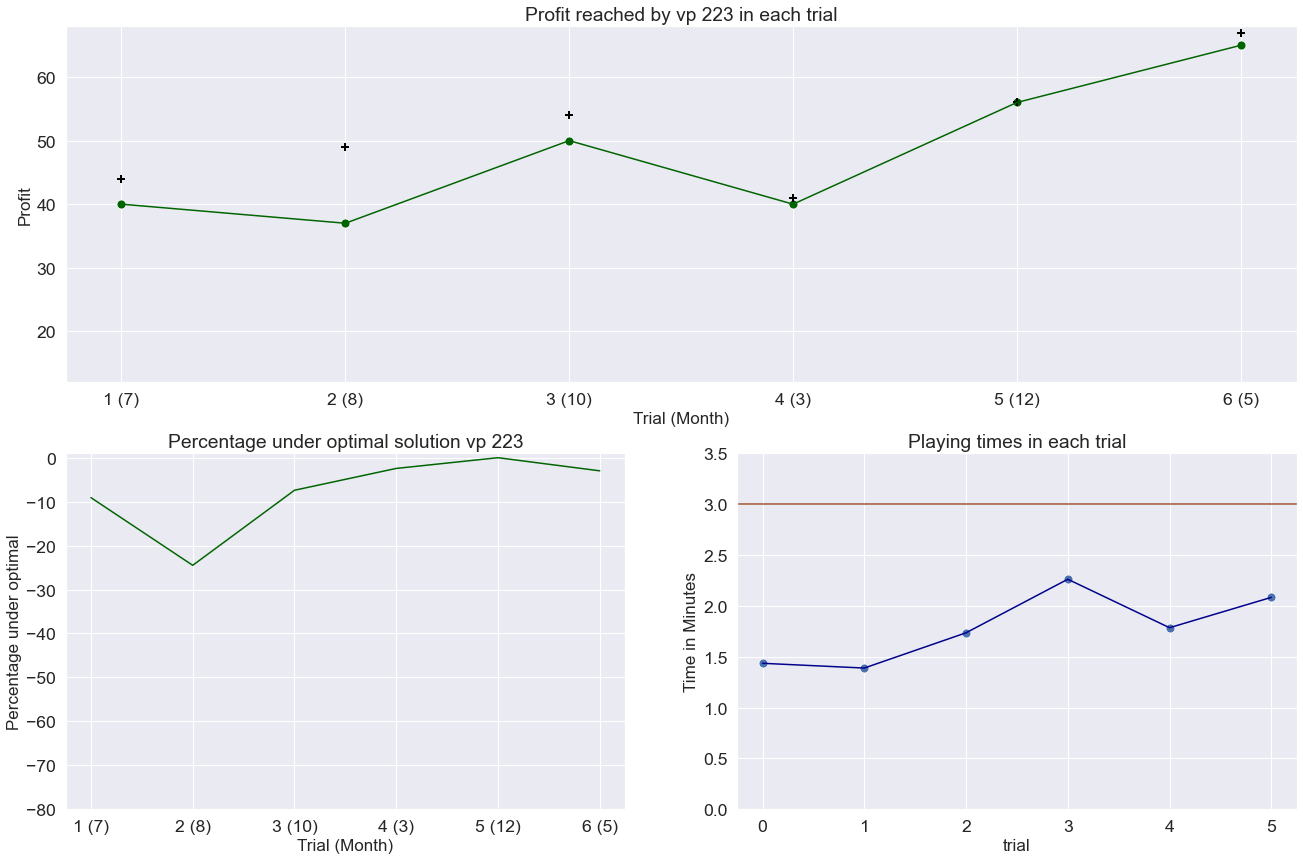 Profit reached by vp 223 in each trial
Profit
60
50
40
30
20
1 (7) 2 (8) 3 (10) 4 (3) 5 (12) 6 (5)
Trial (Month)
Percentage under optimal solution vp 223
Percentage under optimal
0
−10
−20
−30
−40
−50
−60
−70
−80
1 (7) 2 (8) 3 (10) 4 (3) 5 (12) 6 (5)
Trial (Month)
Playing times in each trial
Time in Minutes
3.5
3.0
2.5
2.0
1.5
1.0
0.5
0.0
0 1 2 3 4 5
trial